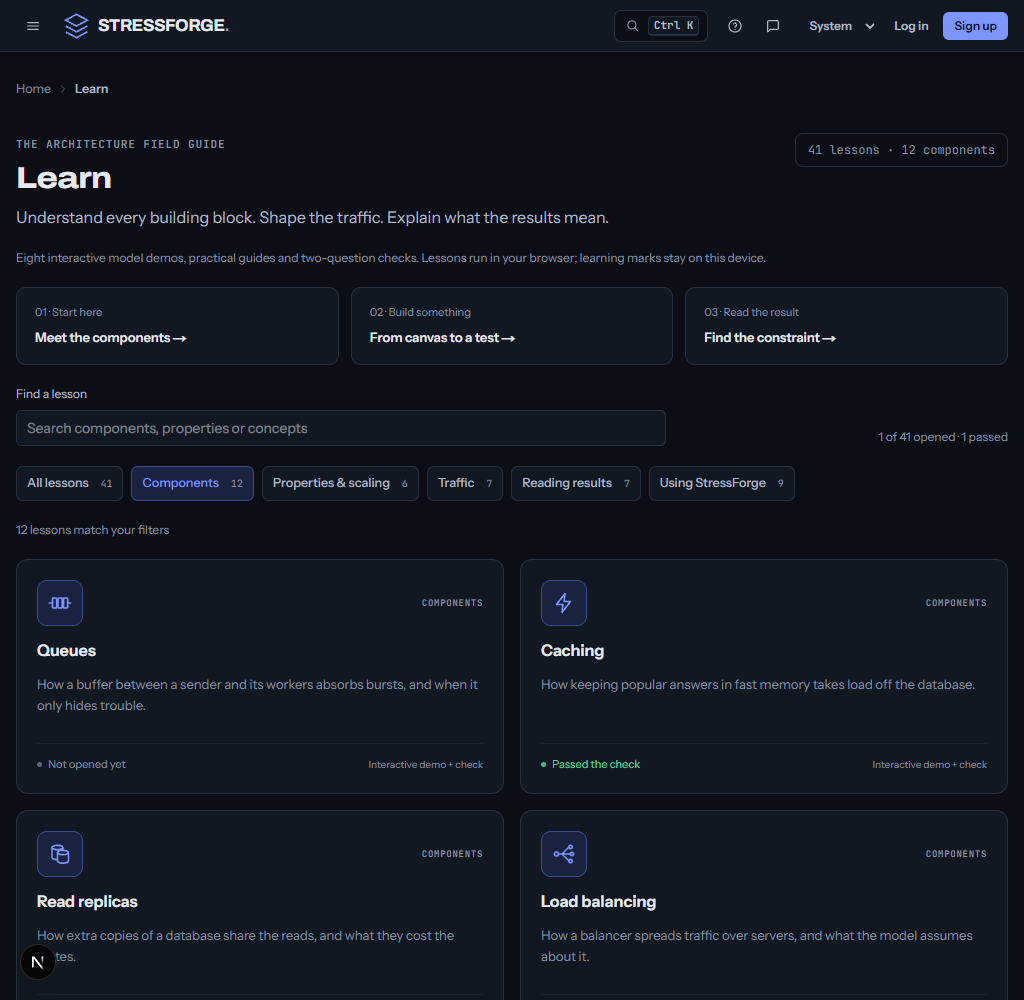 STRESSFORGE.
Ctrl K
System
Log in
Sign up
Home
Learn
THE ARCHITECTURE FIELD GUIDE
41 lessons · 12 components
Learn
Understand every building block. Shape the traffic. Explain what the results mean.
Eight interactive model demos, practical guides and two-question checks. Lessons run in your browser; learning marks stay on this device.
01 · Start here
Meet the components →
02 · Build something
From canvas to a test →
03 · Read the result
Find the constraint →
Find a lesson
Search components, properties or concepts
1 of 41 opened · 1 passed
All lessons 41
Components 12
Properties & scaling 6
Traffic 7
Reading results 7
Using StressForge 9
12 lessons match your filters
COMPONENTS
Queues
How a buffer between a sender and its workers absorbs bursts, and when it
only hides trouble.
Not opened yet
Interactive demo + check
COMPONENTS
Caching
How keeping popular answers in fast memory takes load off the database.
Passed the check
Interactive demo + check
COMPONENTS
Read replicas
How extra copies of a database share the reads, and what they cost the
tes.
COMPONENTS
Load balancing
How a balancer spreads traffic over servers, and what the model assumes
about it.
N